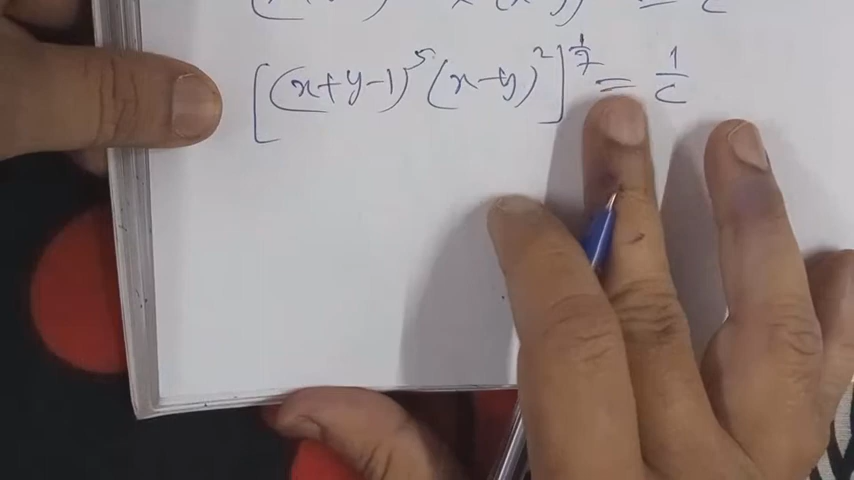 [(x+y-1)^5 (x-y)^2]^{1/7} = 1/c